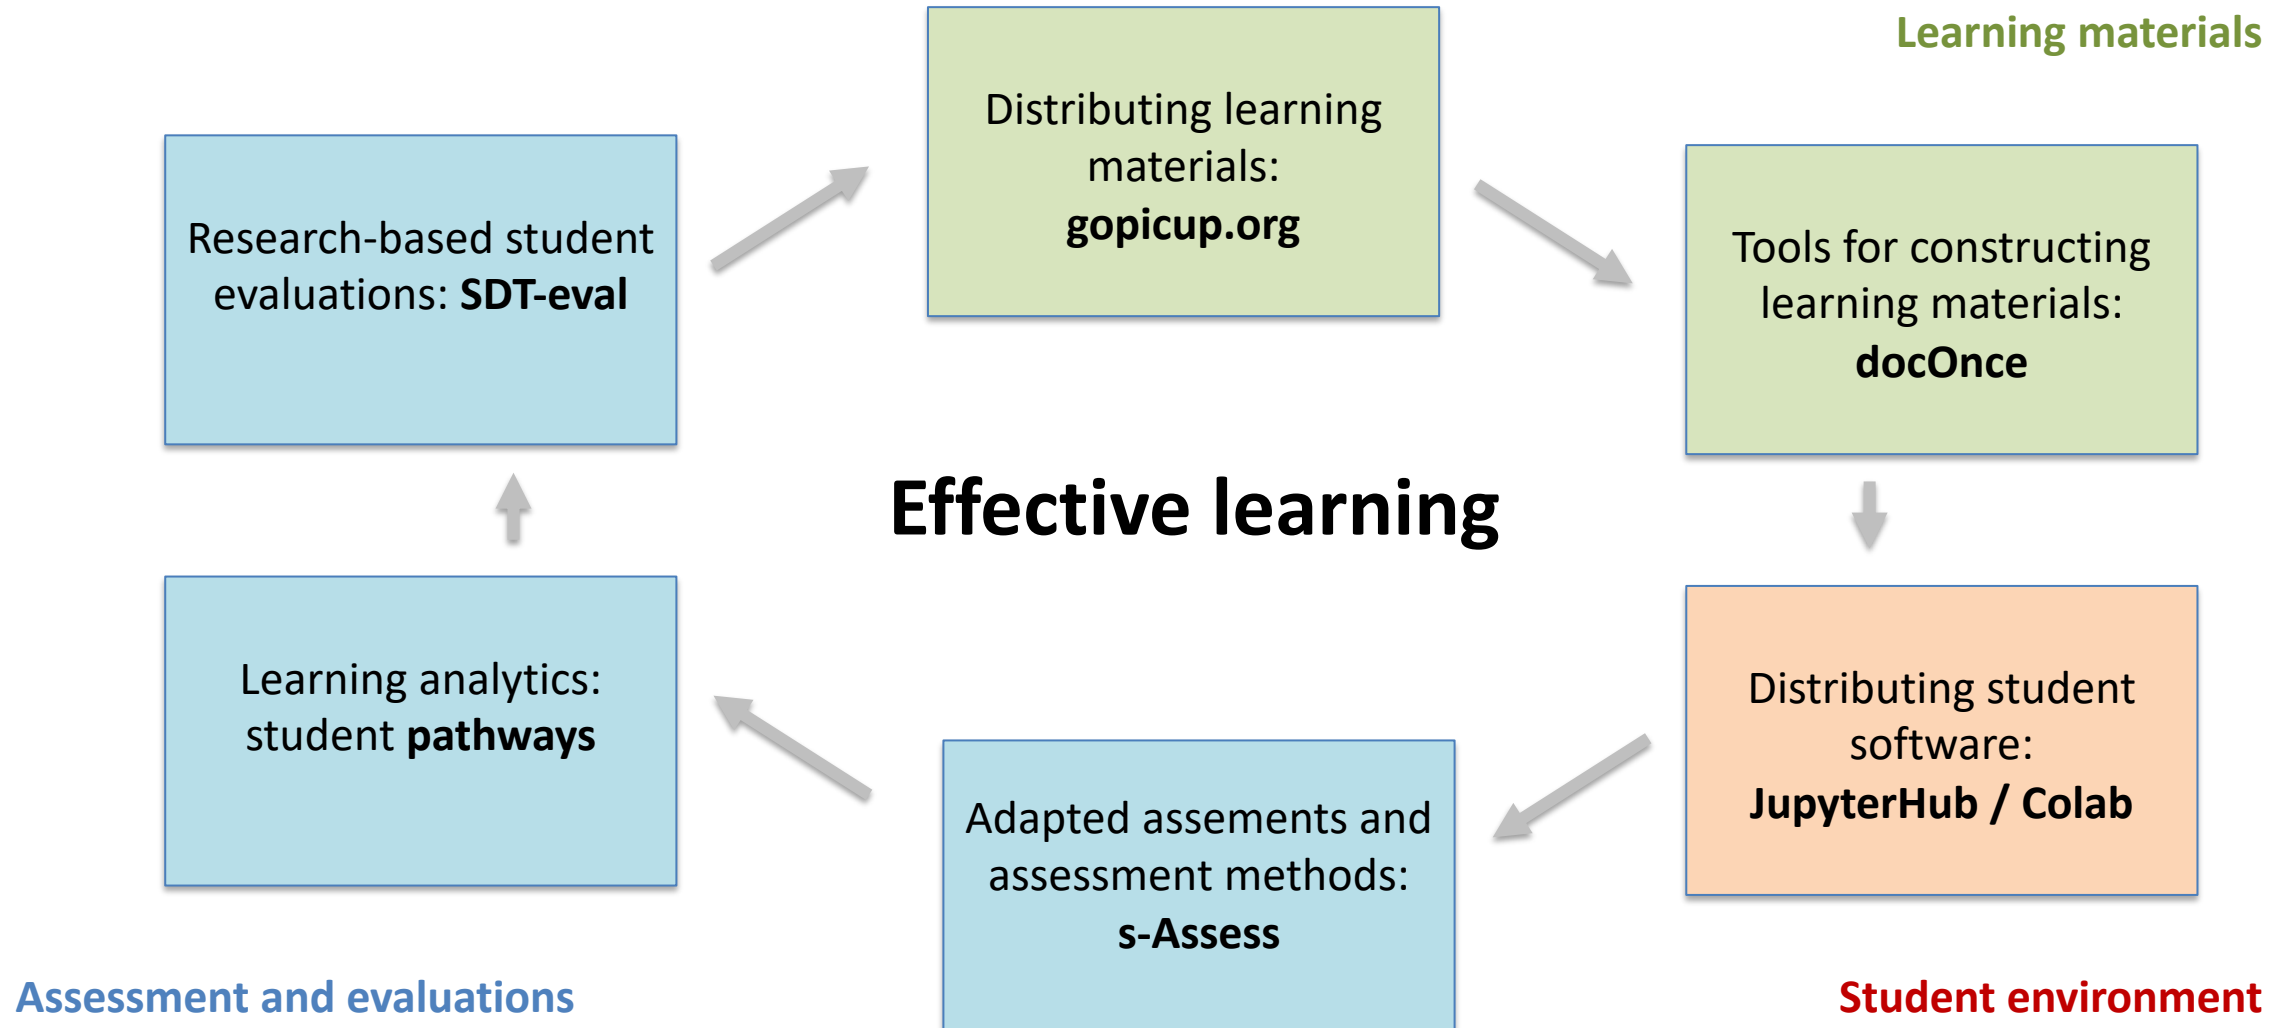 Learning materials
Distributing learning
materials:
gopicup.org
Research-based student
evaluations: SDT-eval
Tools for constructing
learning materials:
docOnce
Effective learning
Learning analytics:
student pathways
Distributing student
software:
JupyterHub / Colab
Adapted assements and
assessment methods:
s-Assess
Assessment and evaluations
Student environment